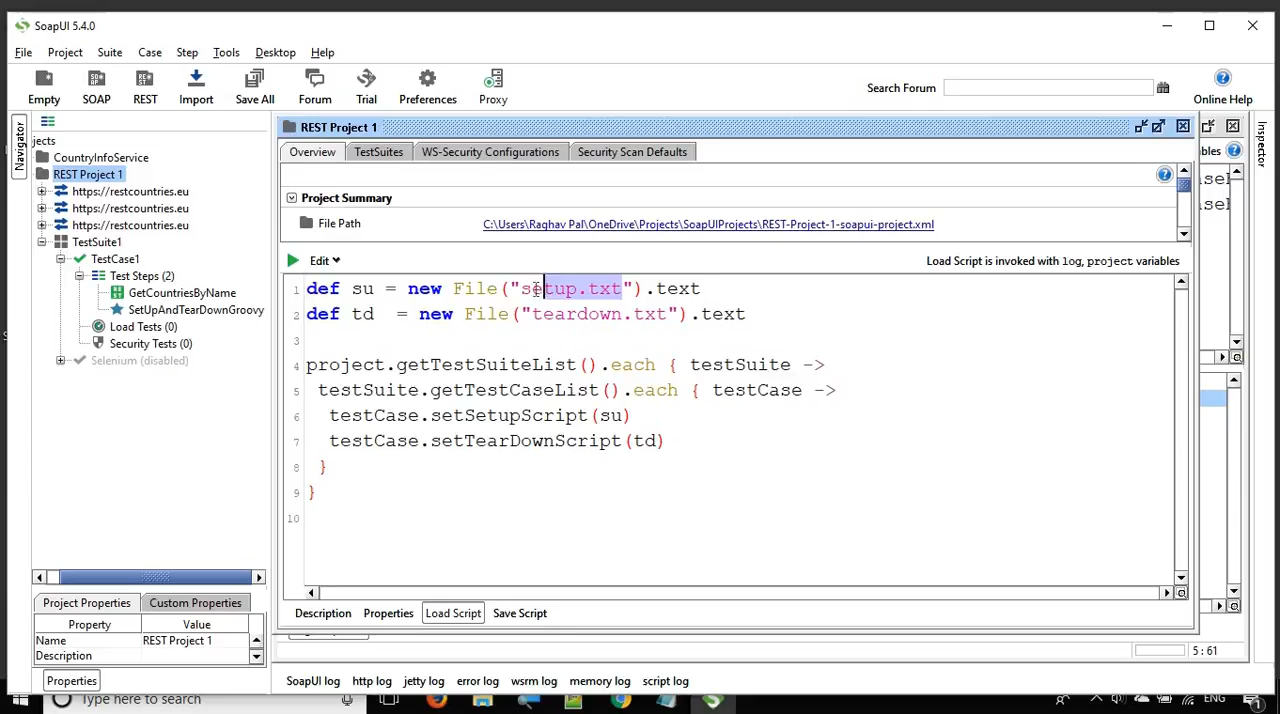 SoapUI 5.4.0
File Project Suite Case Step Tools Desktop Help
Empty SOAP REST Import Save All Forum Trial Preferences Proxy
Search Forum
Online Help
Navigator
jects
CountryInfoService
REST Project 1
https://restcountries.eu
https://restcountries.eu
https://restcountries.eu
TestSuite1
TestCase1
Test Steps (2)
GetCountriesByName
SetUpAndTearDownGroovy
Load Tests (0)
Security Tests (0)
Selenium (disabled)
Project Properties Custom Properties
Property Value
Name REST Project 1
Description
Properties
REST Project 1
Overview TestSuites WS-Security Configurations Security Scan Defaults
Project Summary
File Path C:\Users\Raghav Pal\OneDrive\Projects\SoapUIProjects\REST-Project-1-soapui-project.xml
Edit
Load Script is invoked with log, project variables
1 def su = new File("setup.txt").text
2 def td = new File("teardown.txt").text
3
4 project.getTestSuiteList().each { testSuite ->
5 testSuite.getTestCaseList().each { testCase ->
6 testCase.setSetupScript(su)
7 testCase.setTearDownScript(td)
8 }
9 }
10
Description Properties Load Script Save Script
bles
sel
sel
Inspector
5 : 61
SoapUI log http log jetty log error log wsrm log memory log script log
Type here to search
ENG
1